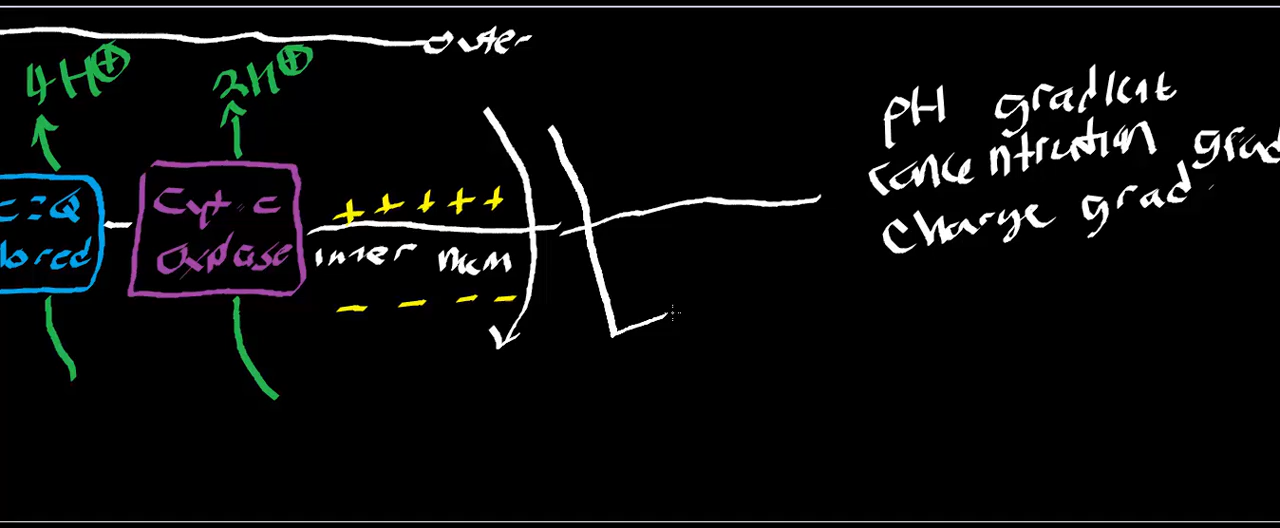 outer
4H⊕
2H⊕
pH gradient
concentration grad
charge grad
C=Q
Cyt c
oxidase
inner mem
+ + + + +
- - - -